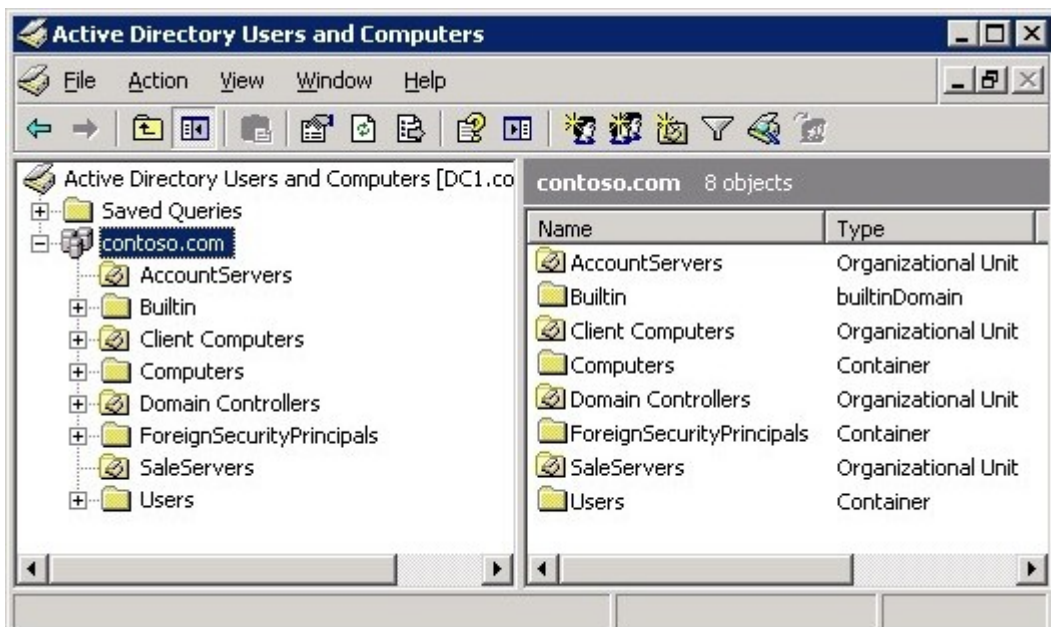 Active Directory Users and Computers
File Action View Window Help
Active Directory Users and Computers [DC1.co
Saved Queries
contoso.com
AccountServers
Builtin
Client Computers
Computers
Domain Controllers
ForeignSecurityPrincipals
SaleServers
Users
contoso.com 8 objects
Name Type
AccountServers Organizational Unit
Builtin builtinDomain
Client Computers Organizational Unit
Computers Container
Domain Controllers Organizational Unit
ForeignSecurityPrincipals Container
SaleServers Organizational Unit
Users Container